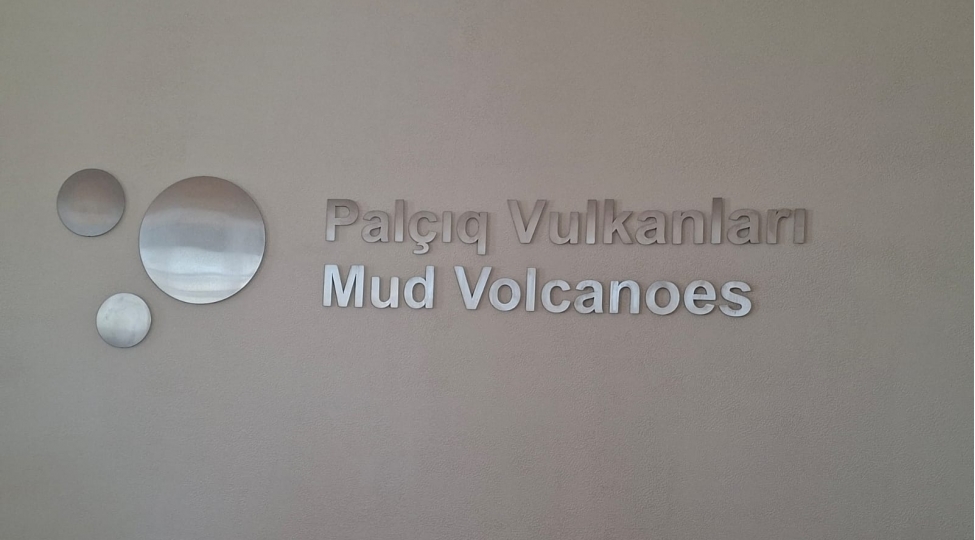 Palçıq Vulkanları
Mud Volcanoes